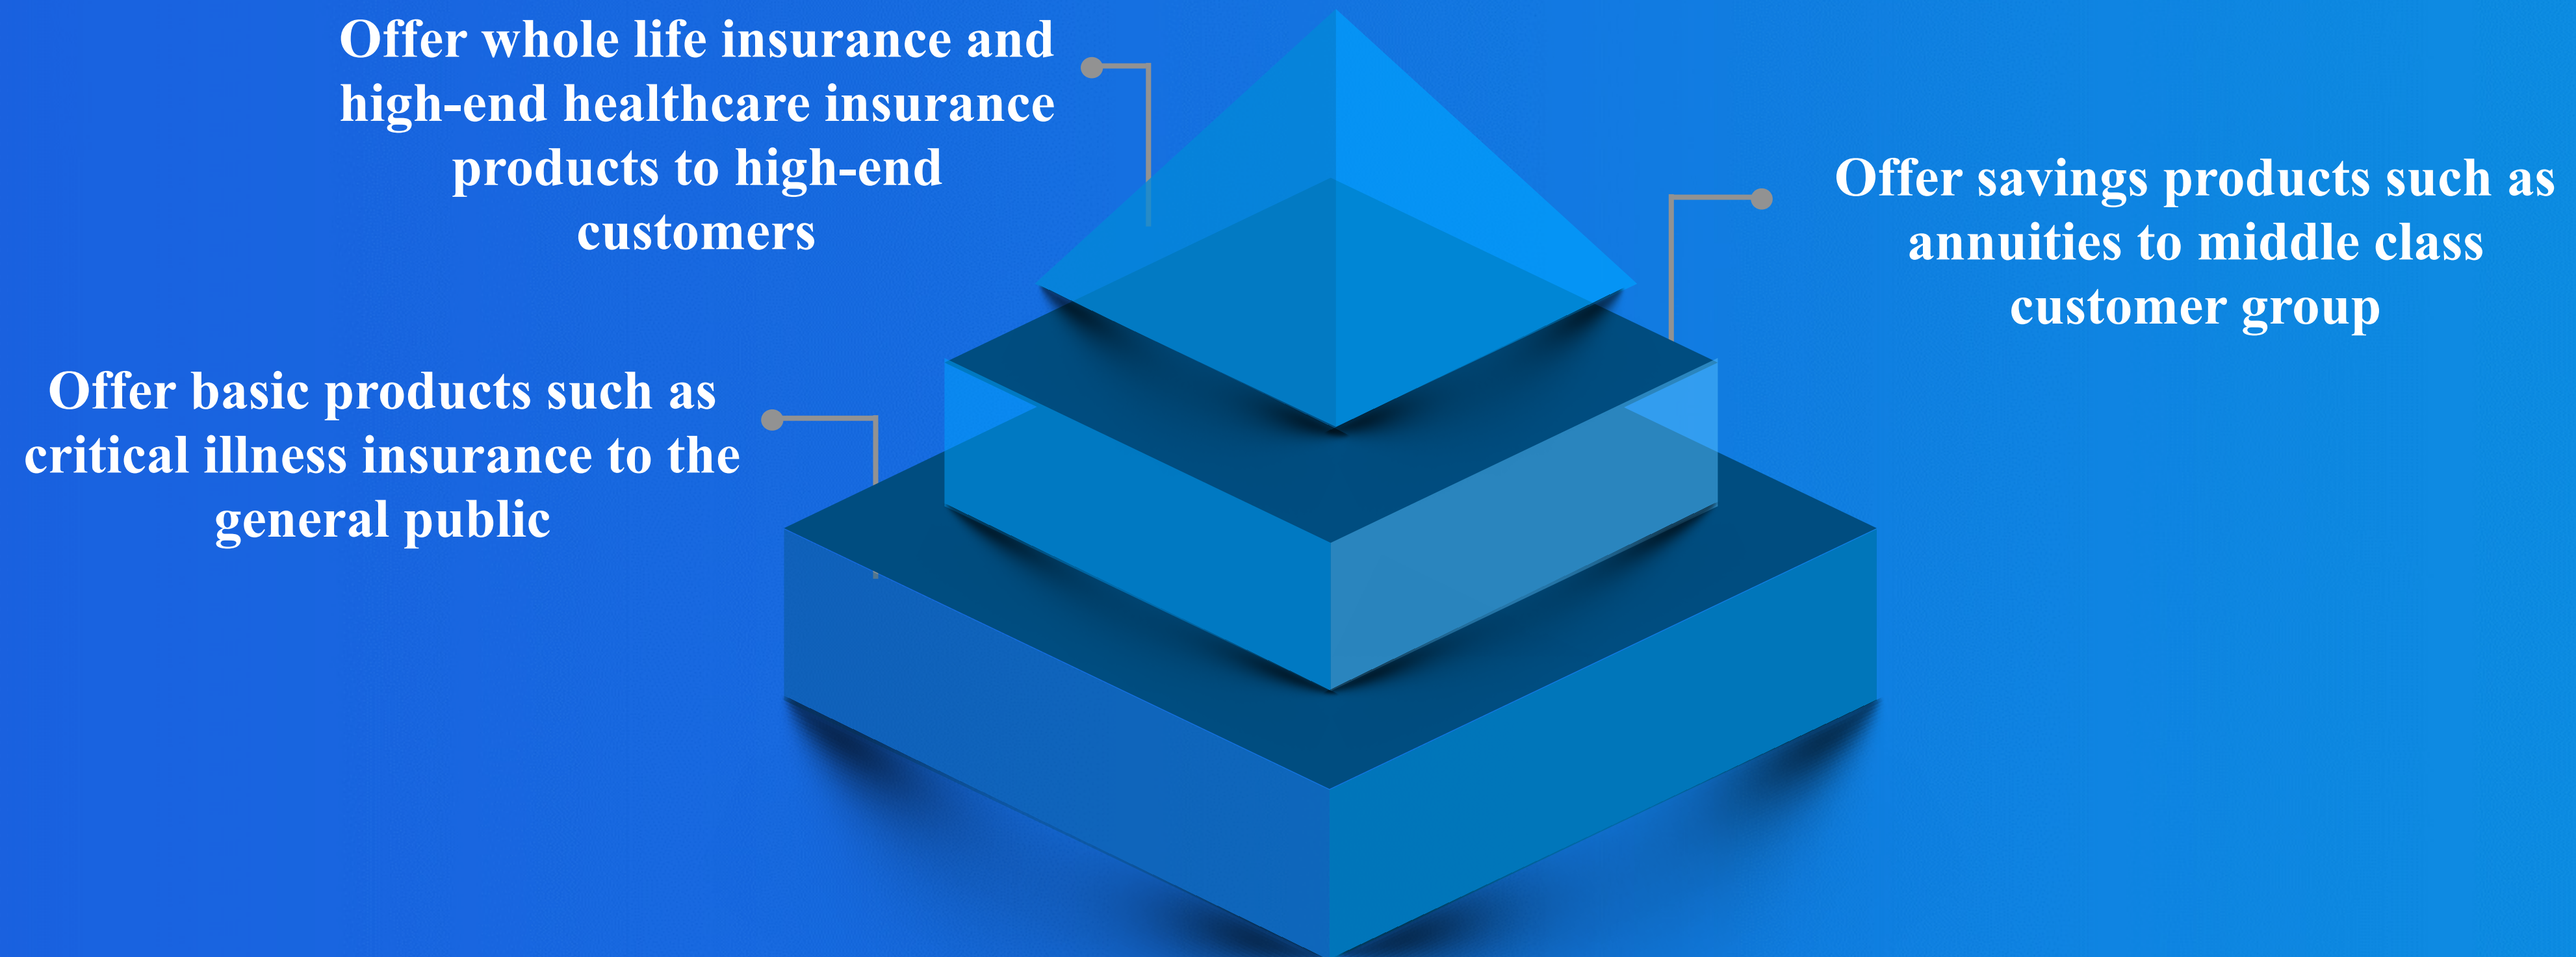 Offer whole life insurance and
high-end healthcare insurance
products to high-end
customers
Offer savings products such as
annuities to middle class
customer group
Offer basic products such as
critical illness insurance to the
general public